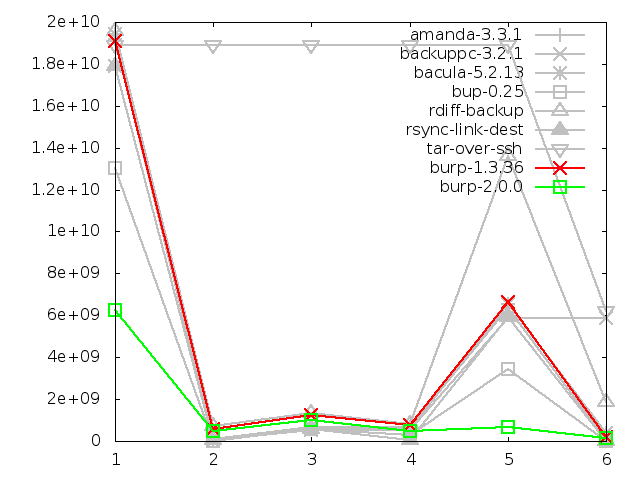 2e+10
1.8e+10
1.6e+10
1.4e+10
1.2e+10
1e+10
8e+09
6e+09
4e+09
2e+09
0
amanda-3.3.1
backuppc-3.2.1
bacula-5.2.13
bup-0.25
rdiff-backup
rsync-link-dest
tar-over-ssh
burp-1.3.36
burp-2.0.0
1 2 3 4 5 6